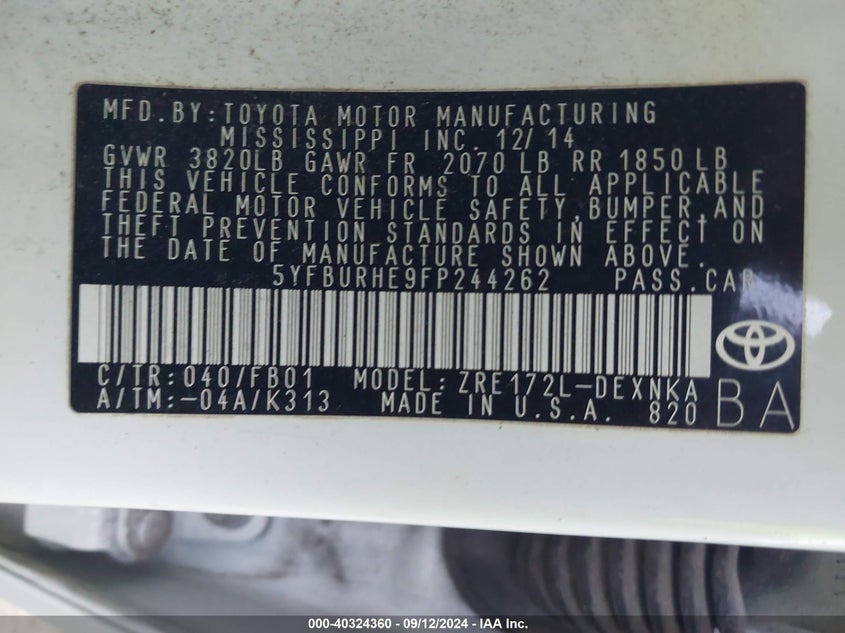 MFD.BY:TOYOTA MOTOR MANUFACTURING
MISSISSIPPI INC. 12/14
GVWR 3820LB GAWR FR 2070 LB RR 1850 LB
THIS VEHICLE CONFORMS TO ALL APPLICABLE
FEDERAL MOTOR VEHICLE SAFETY,BUMPER,AND
THEFT PREVENTION STANDARDS IN EFFECT ON
THE DATE OF MANUFACTURE SHOWN ABOVE.
5YFBURHE9FP244262 PASS.CAR
C/TR:040/FB01 MODEL:ZRE172L-DEXNKA
A/TM:-04A/K313 MADE IN U.S.A. 820
BA
000-40324360 - 09/12/2024 - IAA Inc.